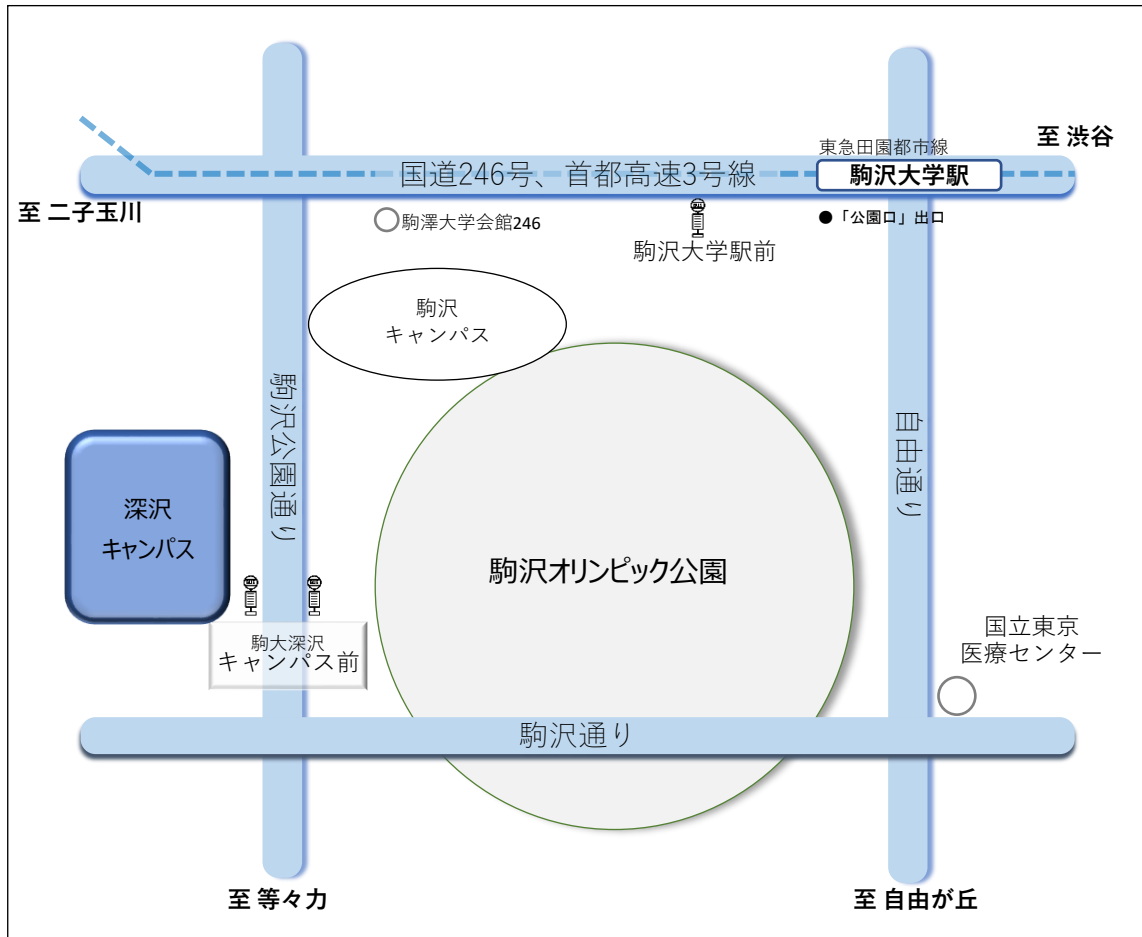 東急田園都市線
至 渋谷
国道246号、首都高速3号線
駒沢大学駅
至 二子玉川
駒澤大学会館246
●「公園口」出口
駒沢大学駅前
駒沢
キャンパス
駒沢公園通り
自由通り
深沢
キャンパス
駒沢オリンピック公園
駒大深沢
キャンパス前
国立東京
医療センター
駒沢通り
至 等々力
至 自由が丘